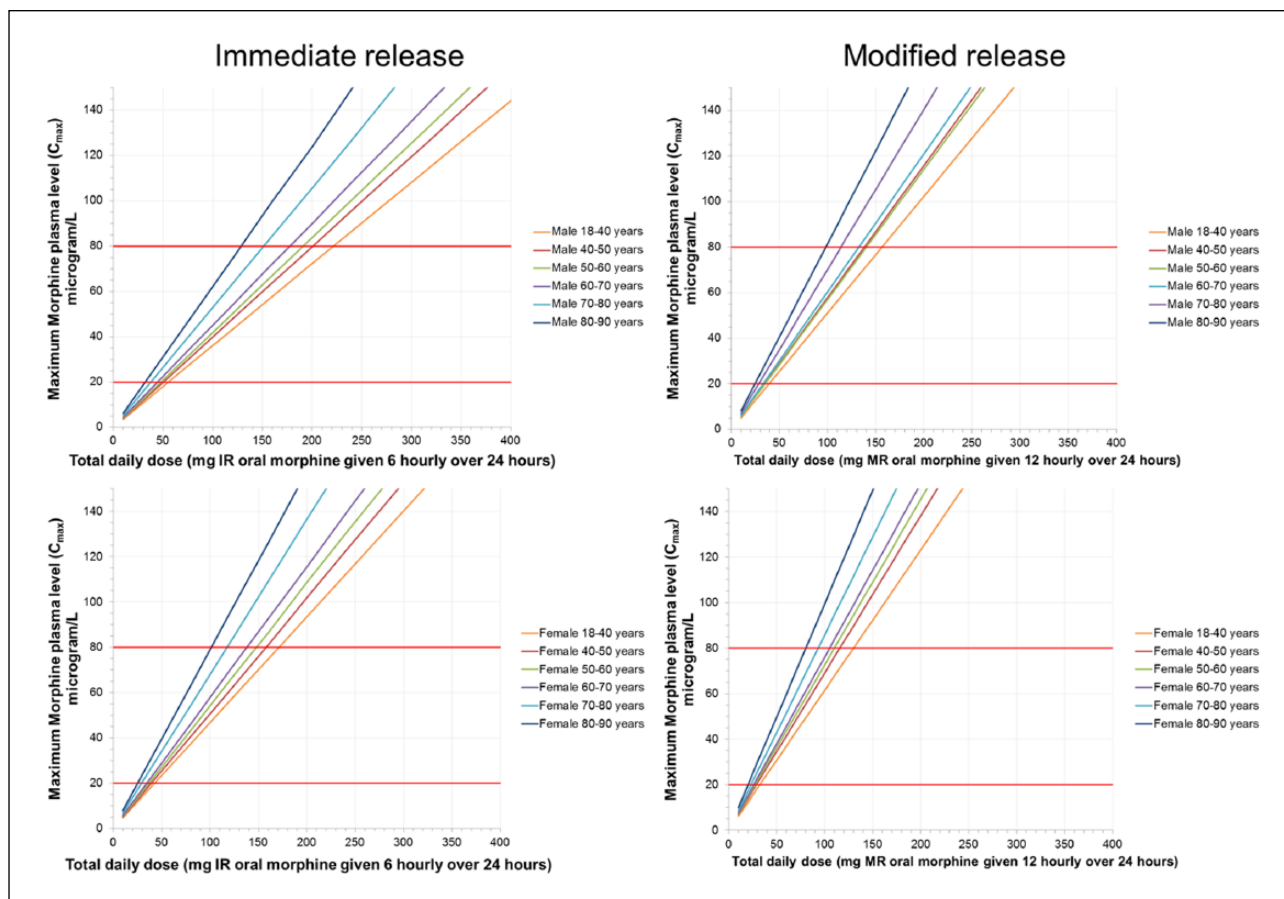 Immediate release
Modified release
Maximum Morphine plasma level (Cmax)
microgram/L
140
120
100
80
60
40
20
0
0 50 100 150 200 250 300 350 400
Total daily dose (mg IR oral morphine given 6 hourly over 24 hours)
Male 18-40 years
Male 40-50 years
Male 50-60 years
Male 60-70 years
Male 70-80 years
Male 80-90 years
Maximum Morphine plasma level (Cmax)
microgram/L
140
120
100
80
60
40
20
0
0 50 100 150 200 250 300 350 400
Total daily dose (mg MR oral morphine given 12 hourly over 24 hours)
Male 18-40 years
Male 40-50 years
Male 50-60 years
Male 60-70 years
Male 70-80 years
Male 80-90 years
Maximum Morphine plasma level (Cmax)
microgram/L
140
120
100
80
60
40
20
0
0 50 100 150 200 250 300 350 400
Total daily dose (mg IR oral morphine given 6 hourly over 24 hours)
Female 18-40 years
Female 40-50 years
Female 50-60 years
Female 60-70 years
Female 70-80 years
Female 80-90 years
Maximum Morphine plasma level (Cmax)
microgram/L
140
120
100
80
60
40
20
0
0 50 100 150 200 250 300 350 400
Total daily dose (mg MR oral morphine given 12 hourly over 24 hours)
Female 18-40 years
Female 40-50 years
Female 50-60 years
Female 60-70 years
Female 70-80 years
Female 80-90 years